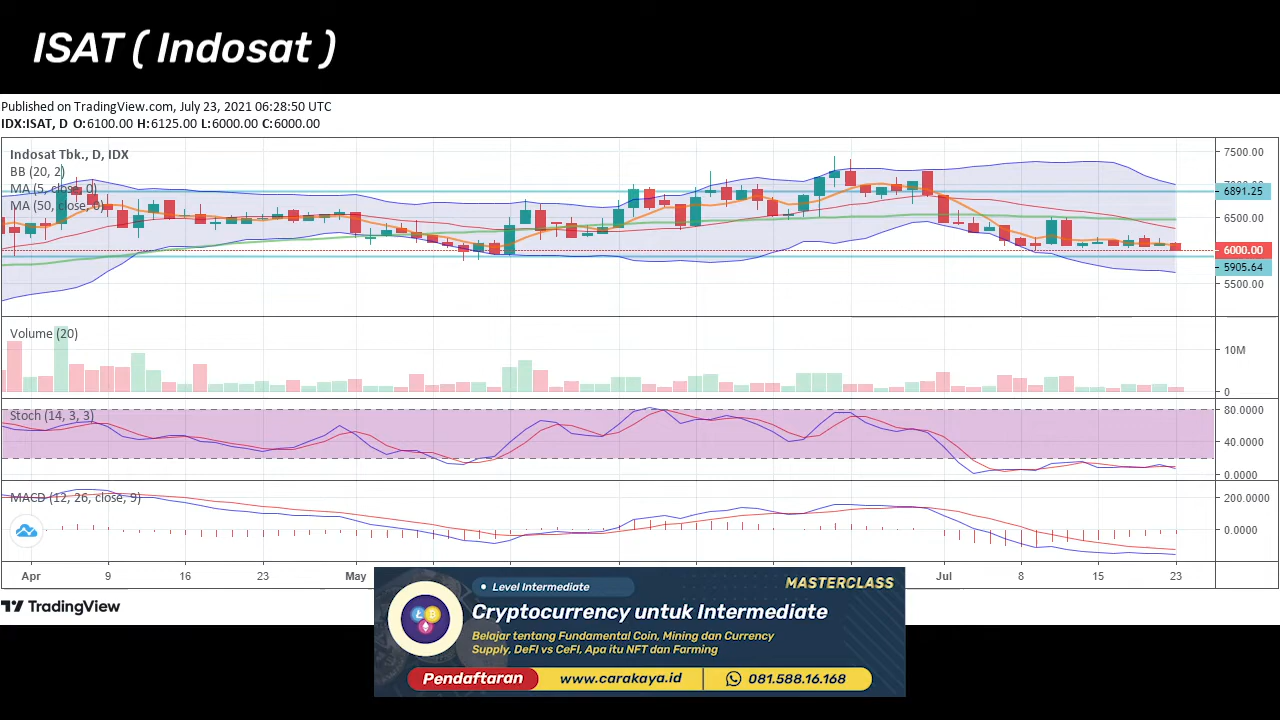 ISAT ( Indosat )
Published on TradingView.com, July 23, 2021 06:28:50 UTC
IDX:ISAT, D O:6100.00 H:6125.00 L:6000.00 C:6000.00
Indosat Tbk., D, IDX
BB (20, 2)
MA (5, close, 0)
MA (50, close, 0)
7500.00
7000.00
6891.25
6500.00
6000.00
5905.64
5500.00
Volume (20)
10M
0
Stoch (14, 3, 3)
80.0000
40.0000
0.0000
MACD (12, 26, close, 9)
200.0000
0.0000
Apr 9 16 23 May Jul 8 15 23
TradingView
Level Intermediate
MASTERCLASS
Cryptocurrency untuk Intermediate
Belajar tentang Fundamental Coin, Mining dan Currency
Supply, DeFI vs CeFI, Apa itu NFT dan Farming
Pendaftaran www.carakaya.id 081.588.16.168